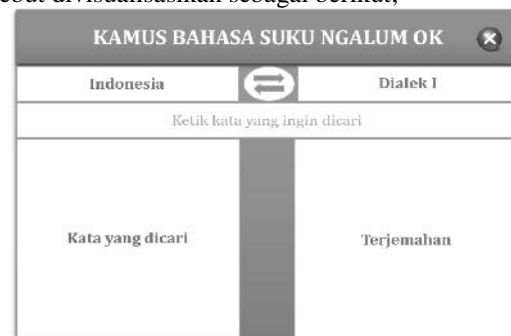 ebut divisualisasikan sebagai berikut,
KAMUS BAHASA SUKU NGALUM OK
Indonesia Dialek I
Ketik kata yang ingin dicari
Kata yang dicari Terjemahan